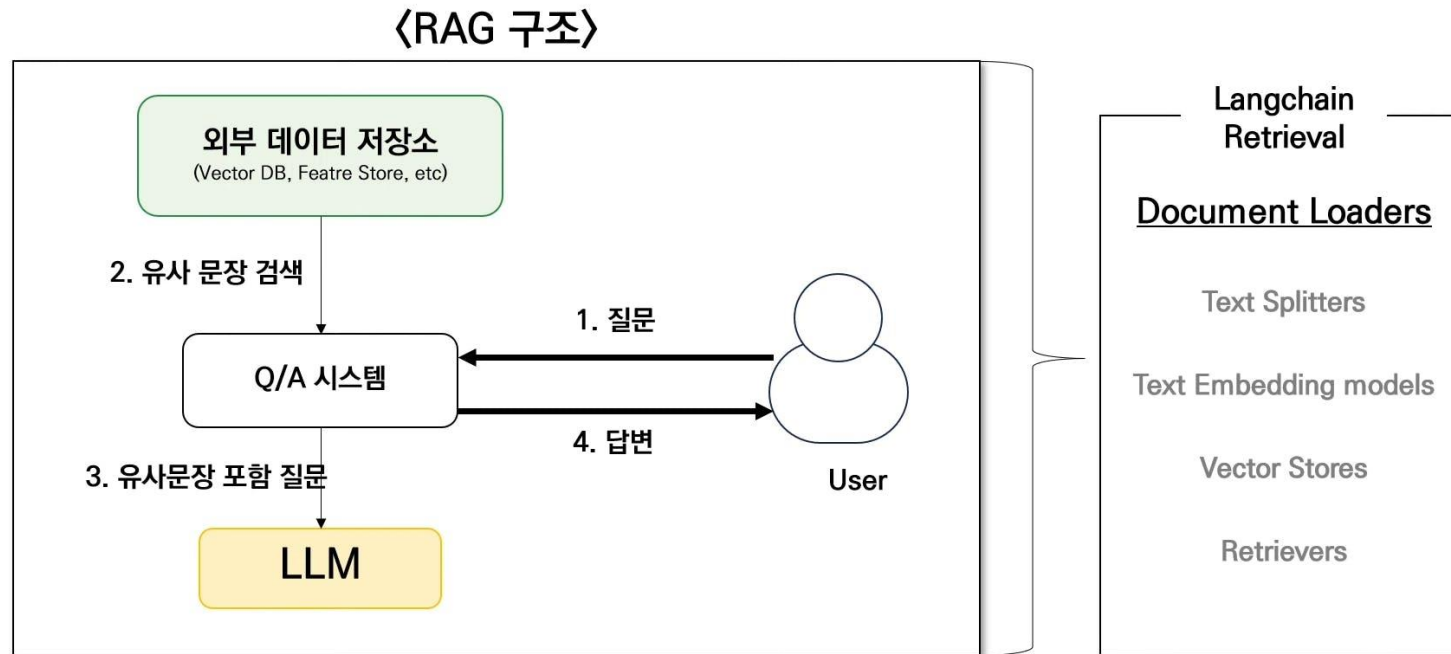 〈RAG 구조〉
외부 데이터 저장소
(Vector DB, Featre Store, etc)
2. 유사 문장 검색
1. 질문
Q/A 시스템
4. 답변
3. 유사문장 포함 질문
User
LLM
Langchain
Retrieval
Document Loaders
Text Splitters
Text Embedding models
Vector Stores
Retrievers